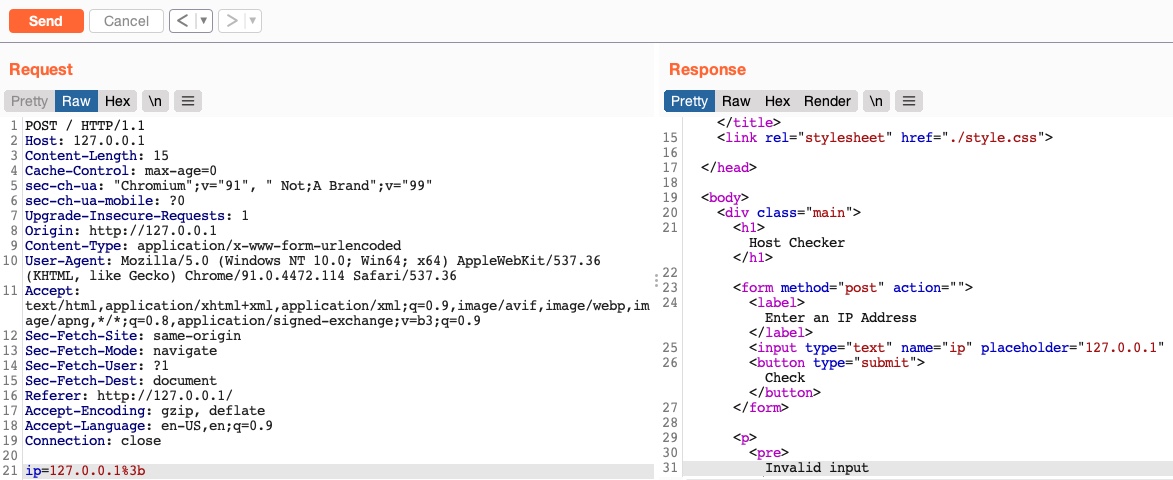 Send Cancel < ▼ > ▼
Request
Pretty Raw Hex \n ≡
1 POST / HTTP/1.1
2 Host: 127.0.0.1
3 Content-Length: 15
4 Cache-Control: max-age=0
5 sec-ch-ua: "Chromium";v="91", " Not;A Brand";v="99"
6 sec-ch-ua-mobile: ?0
7 Upgrade-Insecure-Requests: 1
8 Origin: http://127.0.0.1
9 Content-Type: application/x-www-form-urlencoded
10 User-Agent: Mozilla/5.0 (Windows NT 10.0; Win64; x64) AppleWebKit/537.36
(KHTML, like Gecko) Chrome/91.0.4472.114 Safari/537.36
11 Accept:
text/html,application/xhtml+xml,application/xml;q=0.9,image/avif,image/webp,im
age/apng,*/*;q=0.8,application/signed-exchange;v=b3;q=0.9
12 Sec-Fetch-Site: same-origin
13 Sec-Fetch-Mode: navigate
14 Sec-Fetch-User: ?1
15 Sec-Fetch-Dest: document
16 Referer: http://127.0.0.1/
17 Accept-Encoding: gzip, deflate
18 Accept-Language: en-US,en;q=0.9
19 Connection: close
20
21 ip=127.0.0.1%3b
Response
Pretty Raw Hex Render \n ≡
</title>
15 <link rel="stylesheet" href="./style.css">
16
17 </head>
18
19 <body>
20 <div class="main">
21 <h1>
Host Checker
</h1>
22
23 <form method="post" action="">
24 <label>
Enter an IP Address
</label>
25 <input type="text" name="ip" placeholder="127.0.0.1"
26 <button type="submit">
Check
</button>
27 </form>
28
29 <p>
30 <pre>
31 Invalid input